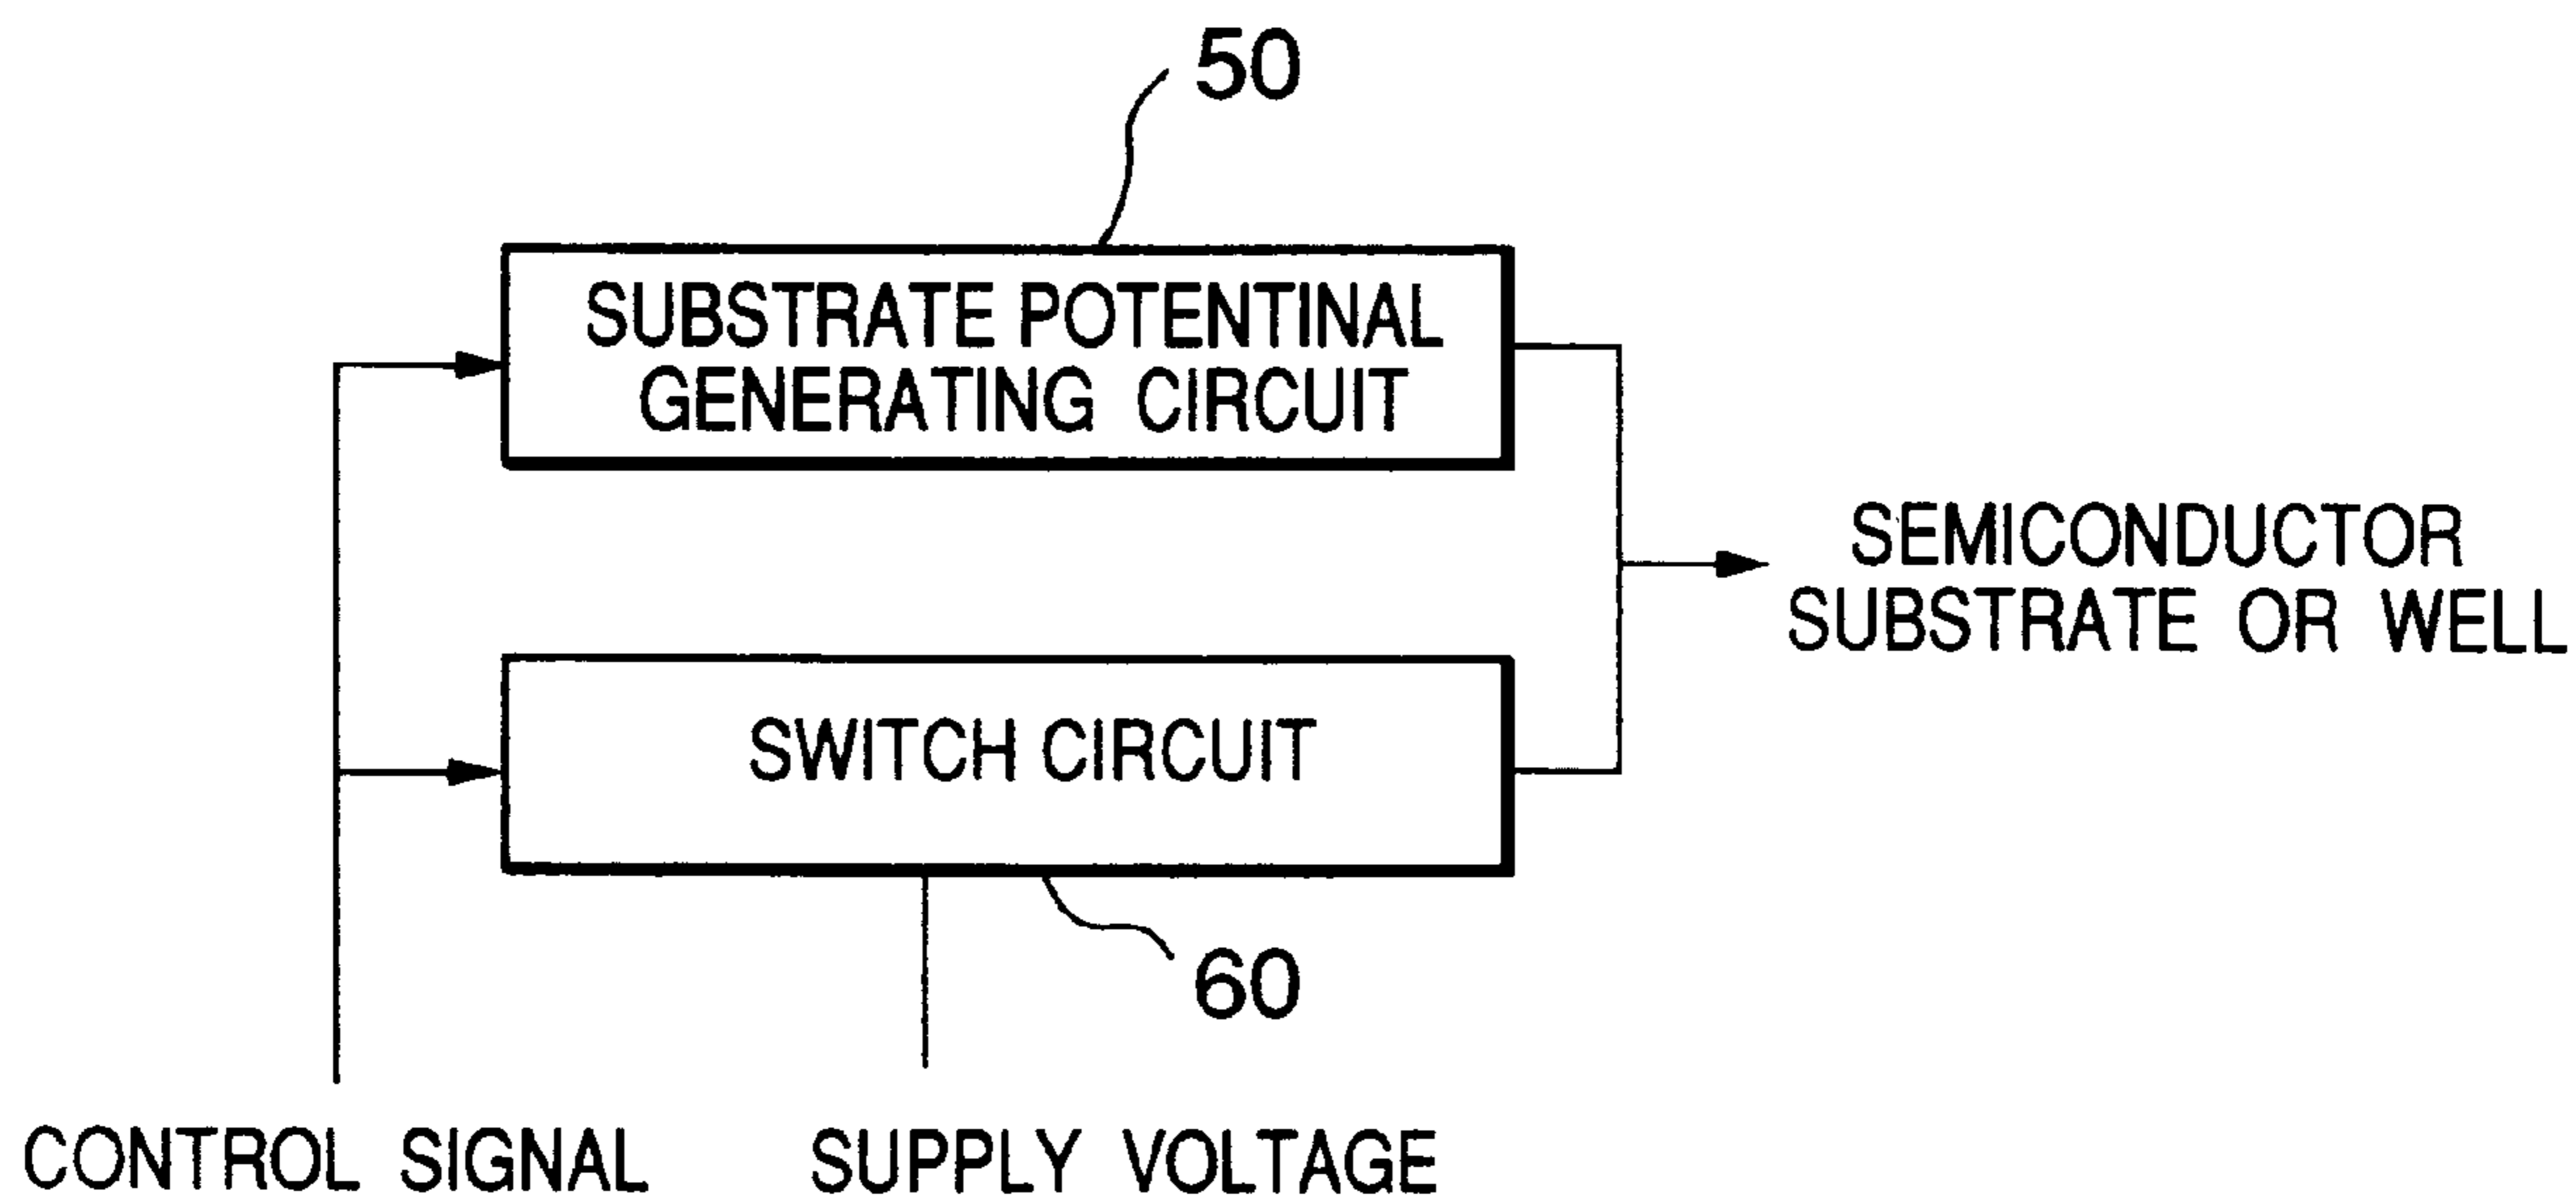 50
SUBSTRATE POTENTINAL
GENERATING CIRCUIT
SEMICONDUCTOR
SUBSTRATE OR WELL
SWITCH CIRCUIT
60
CONTROL SIGNAL
SUPPLY VOLTAGE